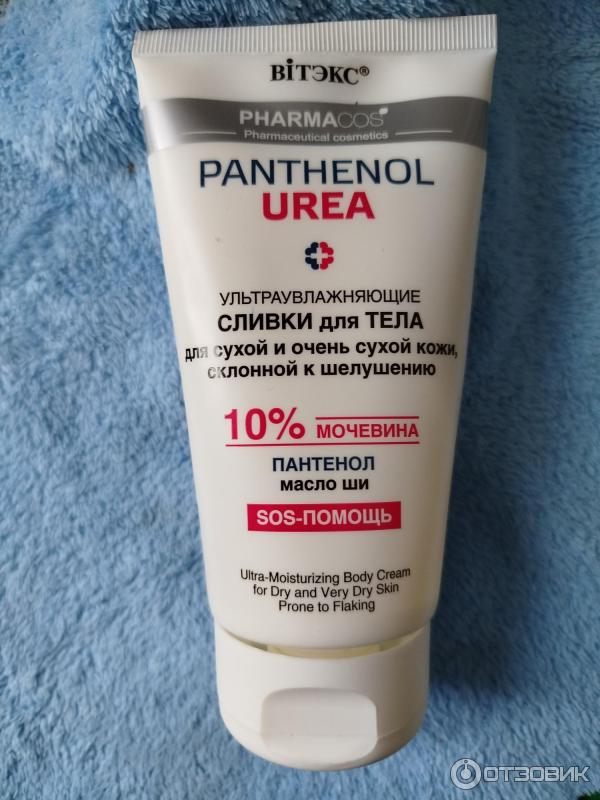 ВіТЭКС®
PHARMACOS
Pharmaceutical cosmetics
PANTHENOL
UREA
УЛЬТРАУВЛАЖНЯЮЩИЕ
СЛИВКИ для ТЕЛА
для сухой и очень сухой кожи,
склонной к шелушению
10% МОЧЕВИНА
ПАНТЕНОЛ
масло ши
SOS-ПОМОЩЬ
Ultra-Moisturizing Body Cream
for Dry and Very Dry Skin
Prone to Flaking
ОТЗОВИК